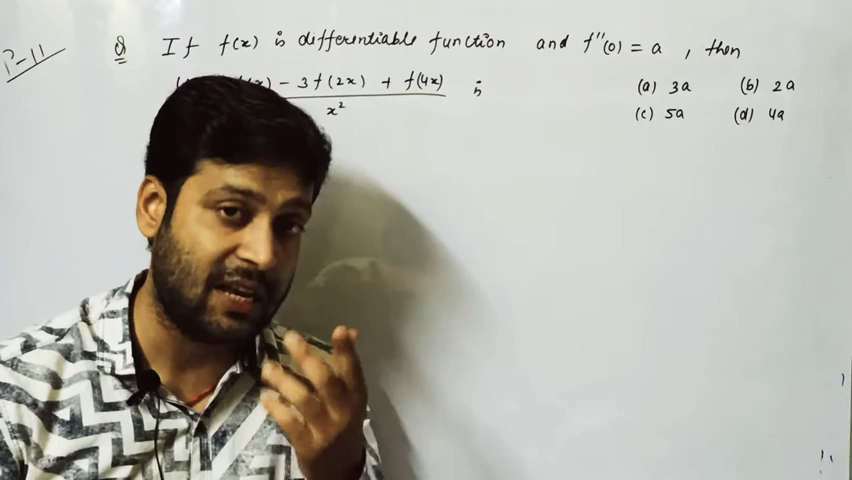 P-11
Q If f(x) is differentiable function and f''(0) = a , then
- 3f(2x) + f(4x) is
x²
(a) 3a (b) 2a
(c) 5a (d) 4a